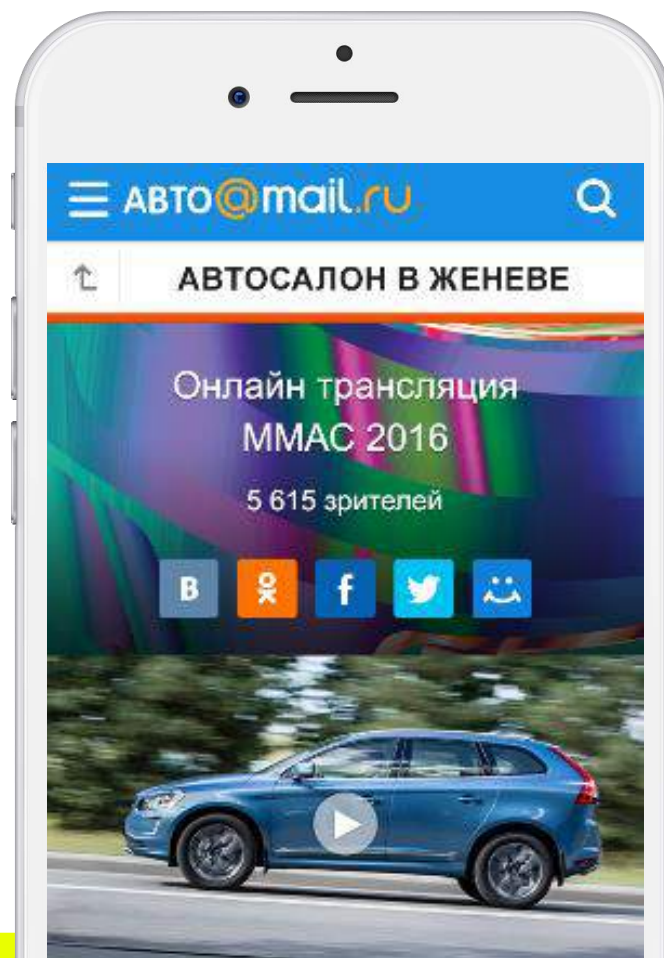 АВТО@mail.ru
АВТОСАЛОН В ЖЕНЕВЕ
Онлайн трансляция
ММАС 2016
5 615 зрителей